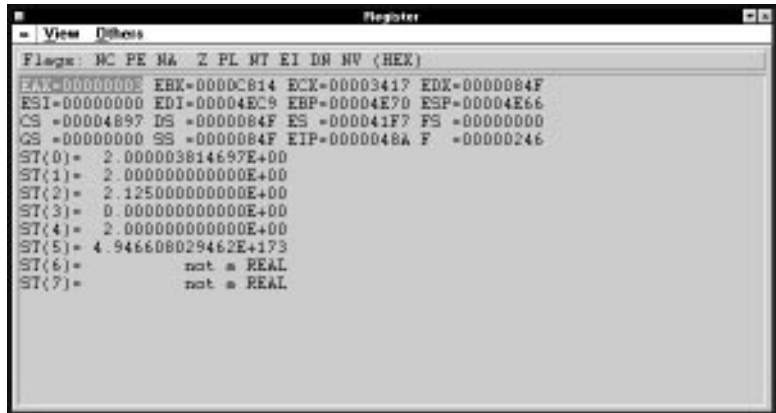 Register
View Others
Flags: NC PE NA Z PL NT EI DN NV (HEX)
EAX=00000003 EBX=0000C814 ECX=00003417 EDX=0000084F
ESI=00000000 EDI=00004EC9 EBP=00004E70 ESP=00004E66
CS =00004897 DS =0000084F ES =000041F7 FS =00000000
GS =00000000 SS =0000084F EIP=0000048A F =00000246
ST(0)= 2.000003814697E+00
ST(1)= 2.000000000000E+00
ST(2)= 2.125000000000E+00
ST(3)= 0.000000000000E+00
ST(4)= 2.000000000000E+00
ST(5)= 4.946608029462E+173
ST(6)= not a REAL
ST(7)= not a REAL